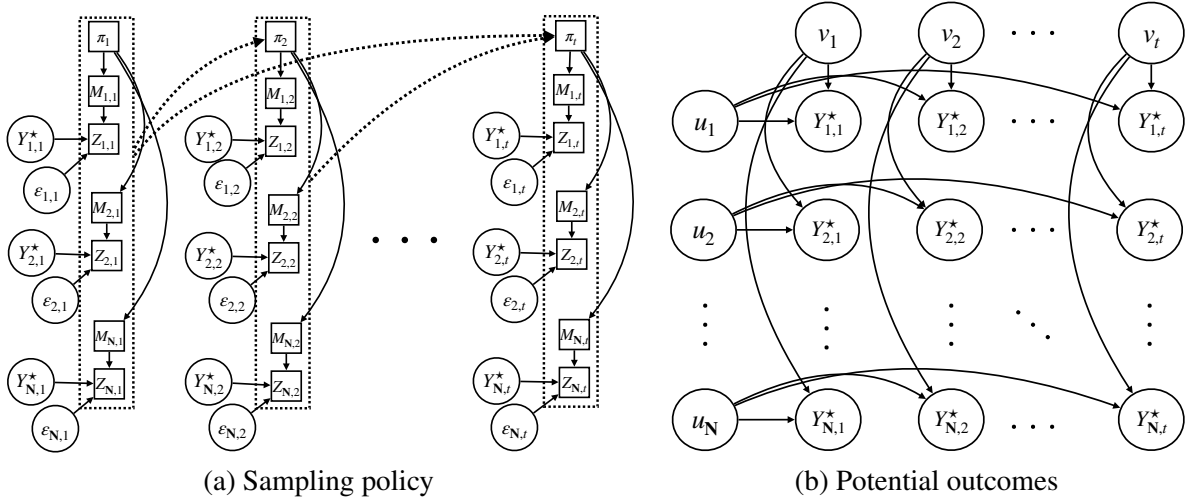 π1 π2 πt
M1,1 M1,2 M1,t
Y★1,1 Z1,1 Y★1,2 Z1,2 Y★1,t Z1,t
ε1,1 ε1,2 ε1,t
M2,1 M2,2 M2,t
Y★2,1 Z2,1 Y★2,2 Z2,2 • • • Y★2,t Z2,t
ε2,1 ε2,2 ε2,t
MN,1 MN,2 MN,t
Y★N,1 ZN,1 Y★N,2 ZN,2 Y★N,t ZN,t
εN,1 εN,2 εN,t
(a) Sampling policy
v1 v2 · · · vt
u1 Y★1,1 Y★1,2 · · · Y★1,t
u2 Y★2,1 Y★2,2 · · · Y★2,t
uN Y★N,1 Y★N,2 · · · Y★N,t
(b) Potential outcomes